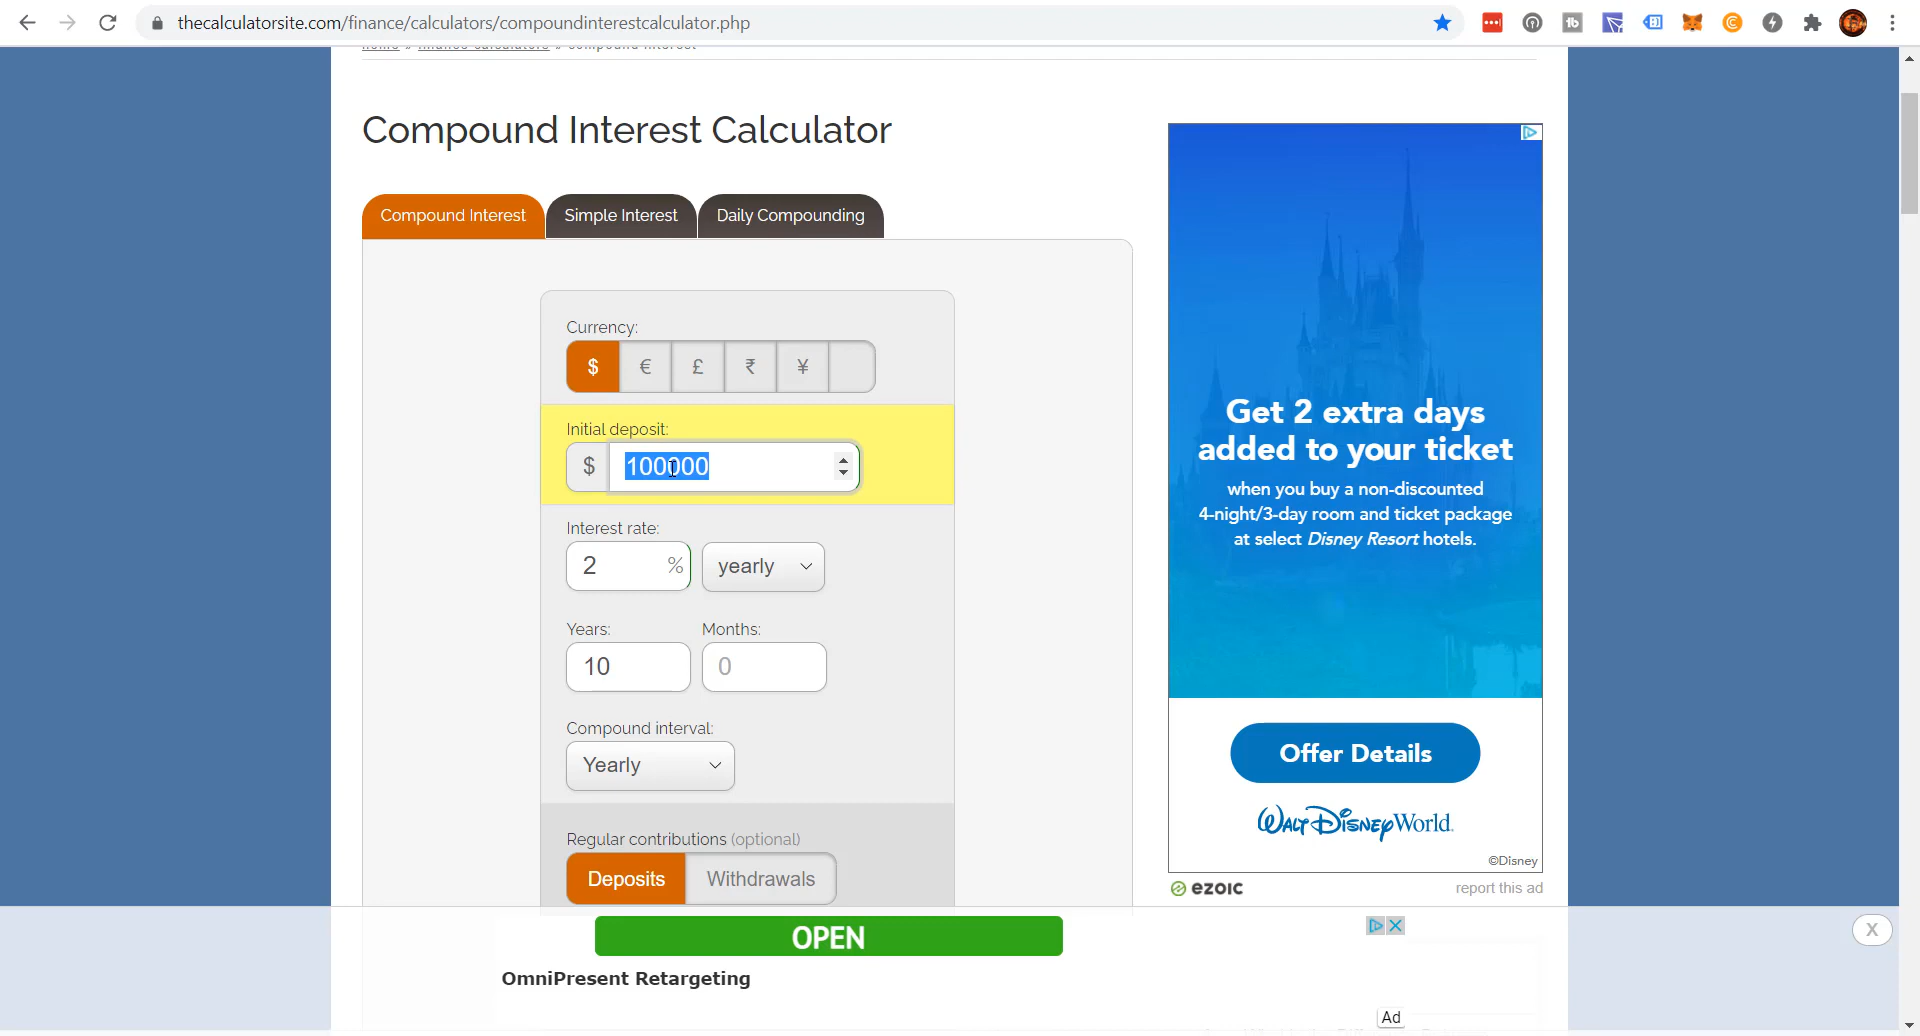 thecalculatorsite.com/finance/calculators/compoundinterestcalculator.php
Compound Interest Calculator
Compound Interest
Simple Interest
Daily Compounding
Currency:
$ € £ ₹ ¥
Initial deposit:
$ 100000
Interest rate:
2 % yearly
Years: Months:
10 0
Compound interval:
Yearly
Regular contributions (optional)
Deposits Withdrawals
Get 2 extra days
added to your ticket
when you buy a non-discounted
4-night/3-day room and ticket package
at select Disney Resort hotels.
Offer Details
Walt Disney World.
©Disney
ezoic
report this ad
OPEN
X
OmniPresent Retargeting
Ad